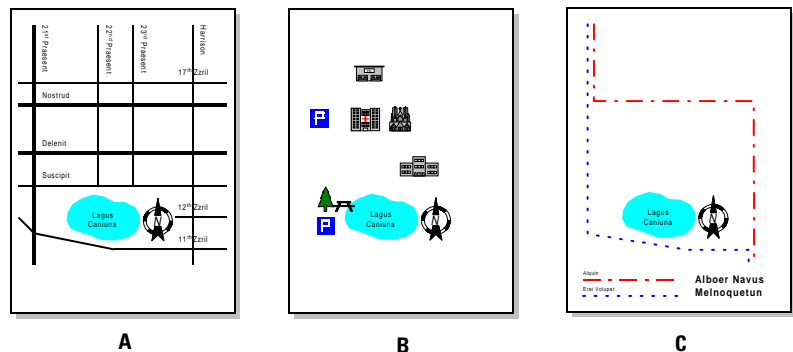 21st Praesent
22nd Praesent
23rd Praesent
Harrison
17th Zzril
Nostrud
Delenit
Suscipit
12th Zzril
Lagus
Caniuna
N
11th Zzril
A
P
P
Lagus
Caniuna
N
B
Lagus
Caniuna
N
Alquin
Alboer Navus
Erat Volupat
Melnoquetun
C